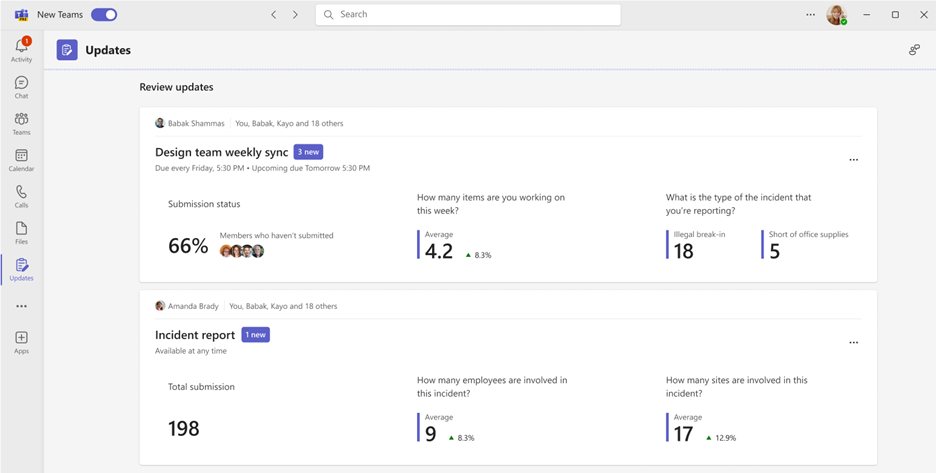 New Teams
Search
1
Activity
Chat
Teams
Calendar
Calls
Files
Updates
Apps
Updates
Review updates
Babak Shammas You, Babak, Kayo and 18 others
Design team weekly sync 3 new
Due every Friday, 5:30 PM • Upcoming due Tomorrow 5:30 PM
Submission status
66%
Members who haven't submitted
How many items are you working on
this week?
Average
4.2 8.3%
What is the type of the incident that
you're reporting?
Illegal break-in
18
Short of office supplies
5
Amanda Brady You, Babak, Kayo and 18 others
Incident report 1 new
Available at any time
Total submission
198
How many employees are involved in
this incident?
Average
9 8.3%
How many sites are involved in this
incident?
Average
17 12.9%